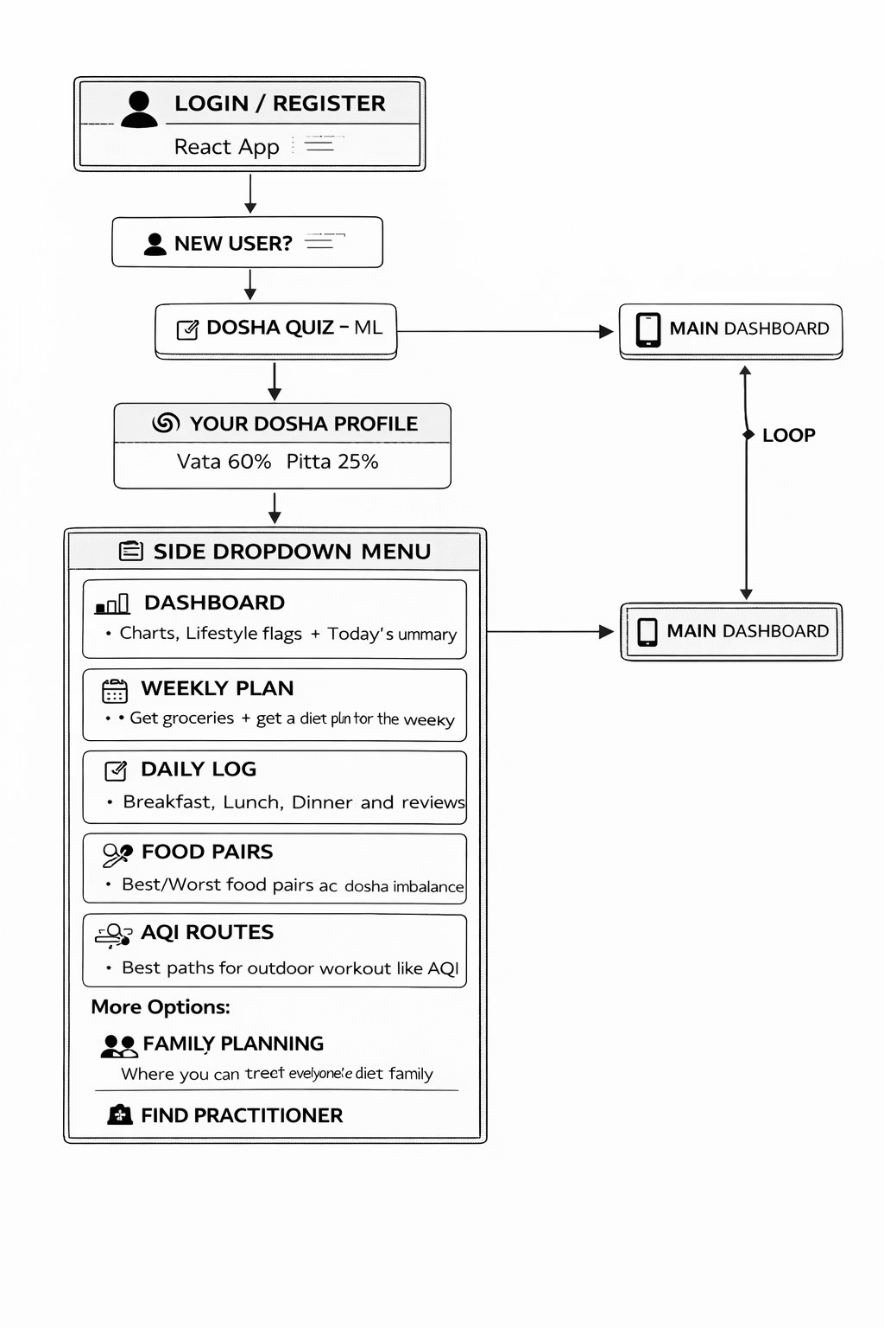 LOGIN / REGISTER
React App
NEW USER?
DOSHA QUIZ – ML
MAIN DASHBOARD
YOUR DOSHA PROFILE
Vata 60% Pitta 25%
LOOP
SIDE DROPDOWN MENU
DASHBOARD
• Charts, Lifestyle flags + Today's ummary
MAIN DASHBOARD
WEEKLY PLAN
• • Get groceries + get a diet plın for the weeky
DAILY LOG
• Breakfast, Lunch, Dinner and reviews
FOOD PAIRS
• Best/Worst food pairs ac dosha imbalance
AQI ROUTES
• Best paths for outdoor workout like AQI
More Options:
FAMILY PLANNING
Where you can diet family
FIND PRACTITIONER